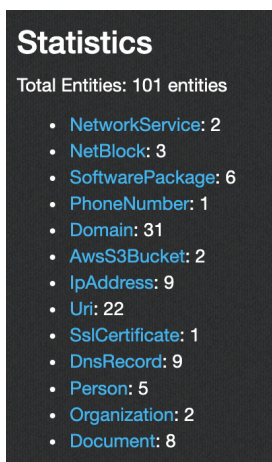 Statistics
Total Entities: 101 entities
• NetworkService: 2
• NetBlock: 3
• SoftwarePackage: 6
• PhoneNumber: 1
• Domain: 31
• AwsS3Bucket: 2
• IpAddress: 9
• Uri: 22
• SslCertificate: 1
• DnsRecord: 9
• Person: 5
• Organization: 2
• Document: 8